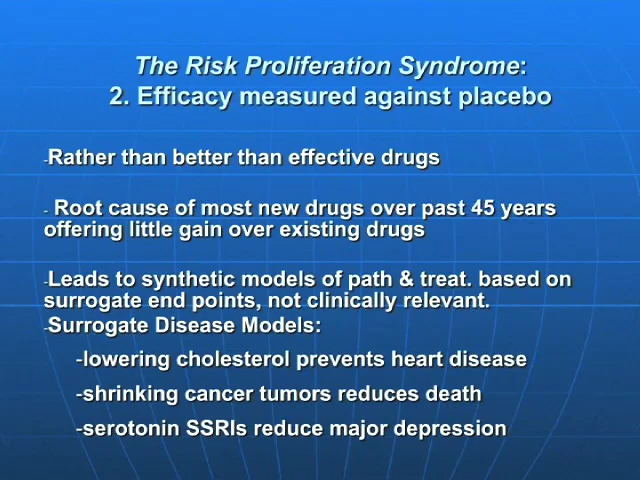 The Risk Proliferation Syndrome:
2. Efficacy measured against placebo
-Rather than better than effective drugs
- Root cause of most new drugs over past 45 years
offering little gain over existing drugs
-Leads to synthetic models of path & treat. based on
surrogate end points, not clinically relevant.
-Surrogate Disease Models:
-lowering cholesterol prevents heart disease
-shrinking cancer tumors reduces death
-serotonin SSRIs reduce major depression